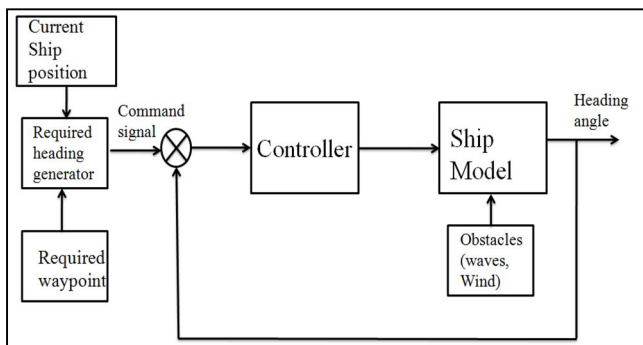 Current
Ship
position
Required
heading
generator
Required
waypoint
Command
signal
Controller
Ship
Model
Obstacles
(waves,
Wind)
Heading
angle